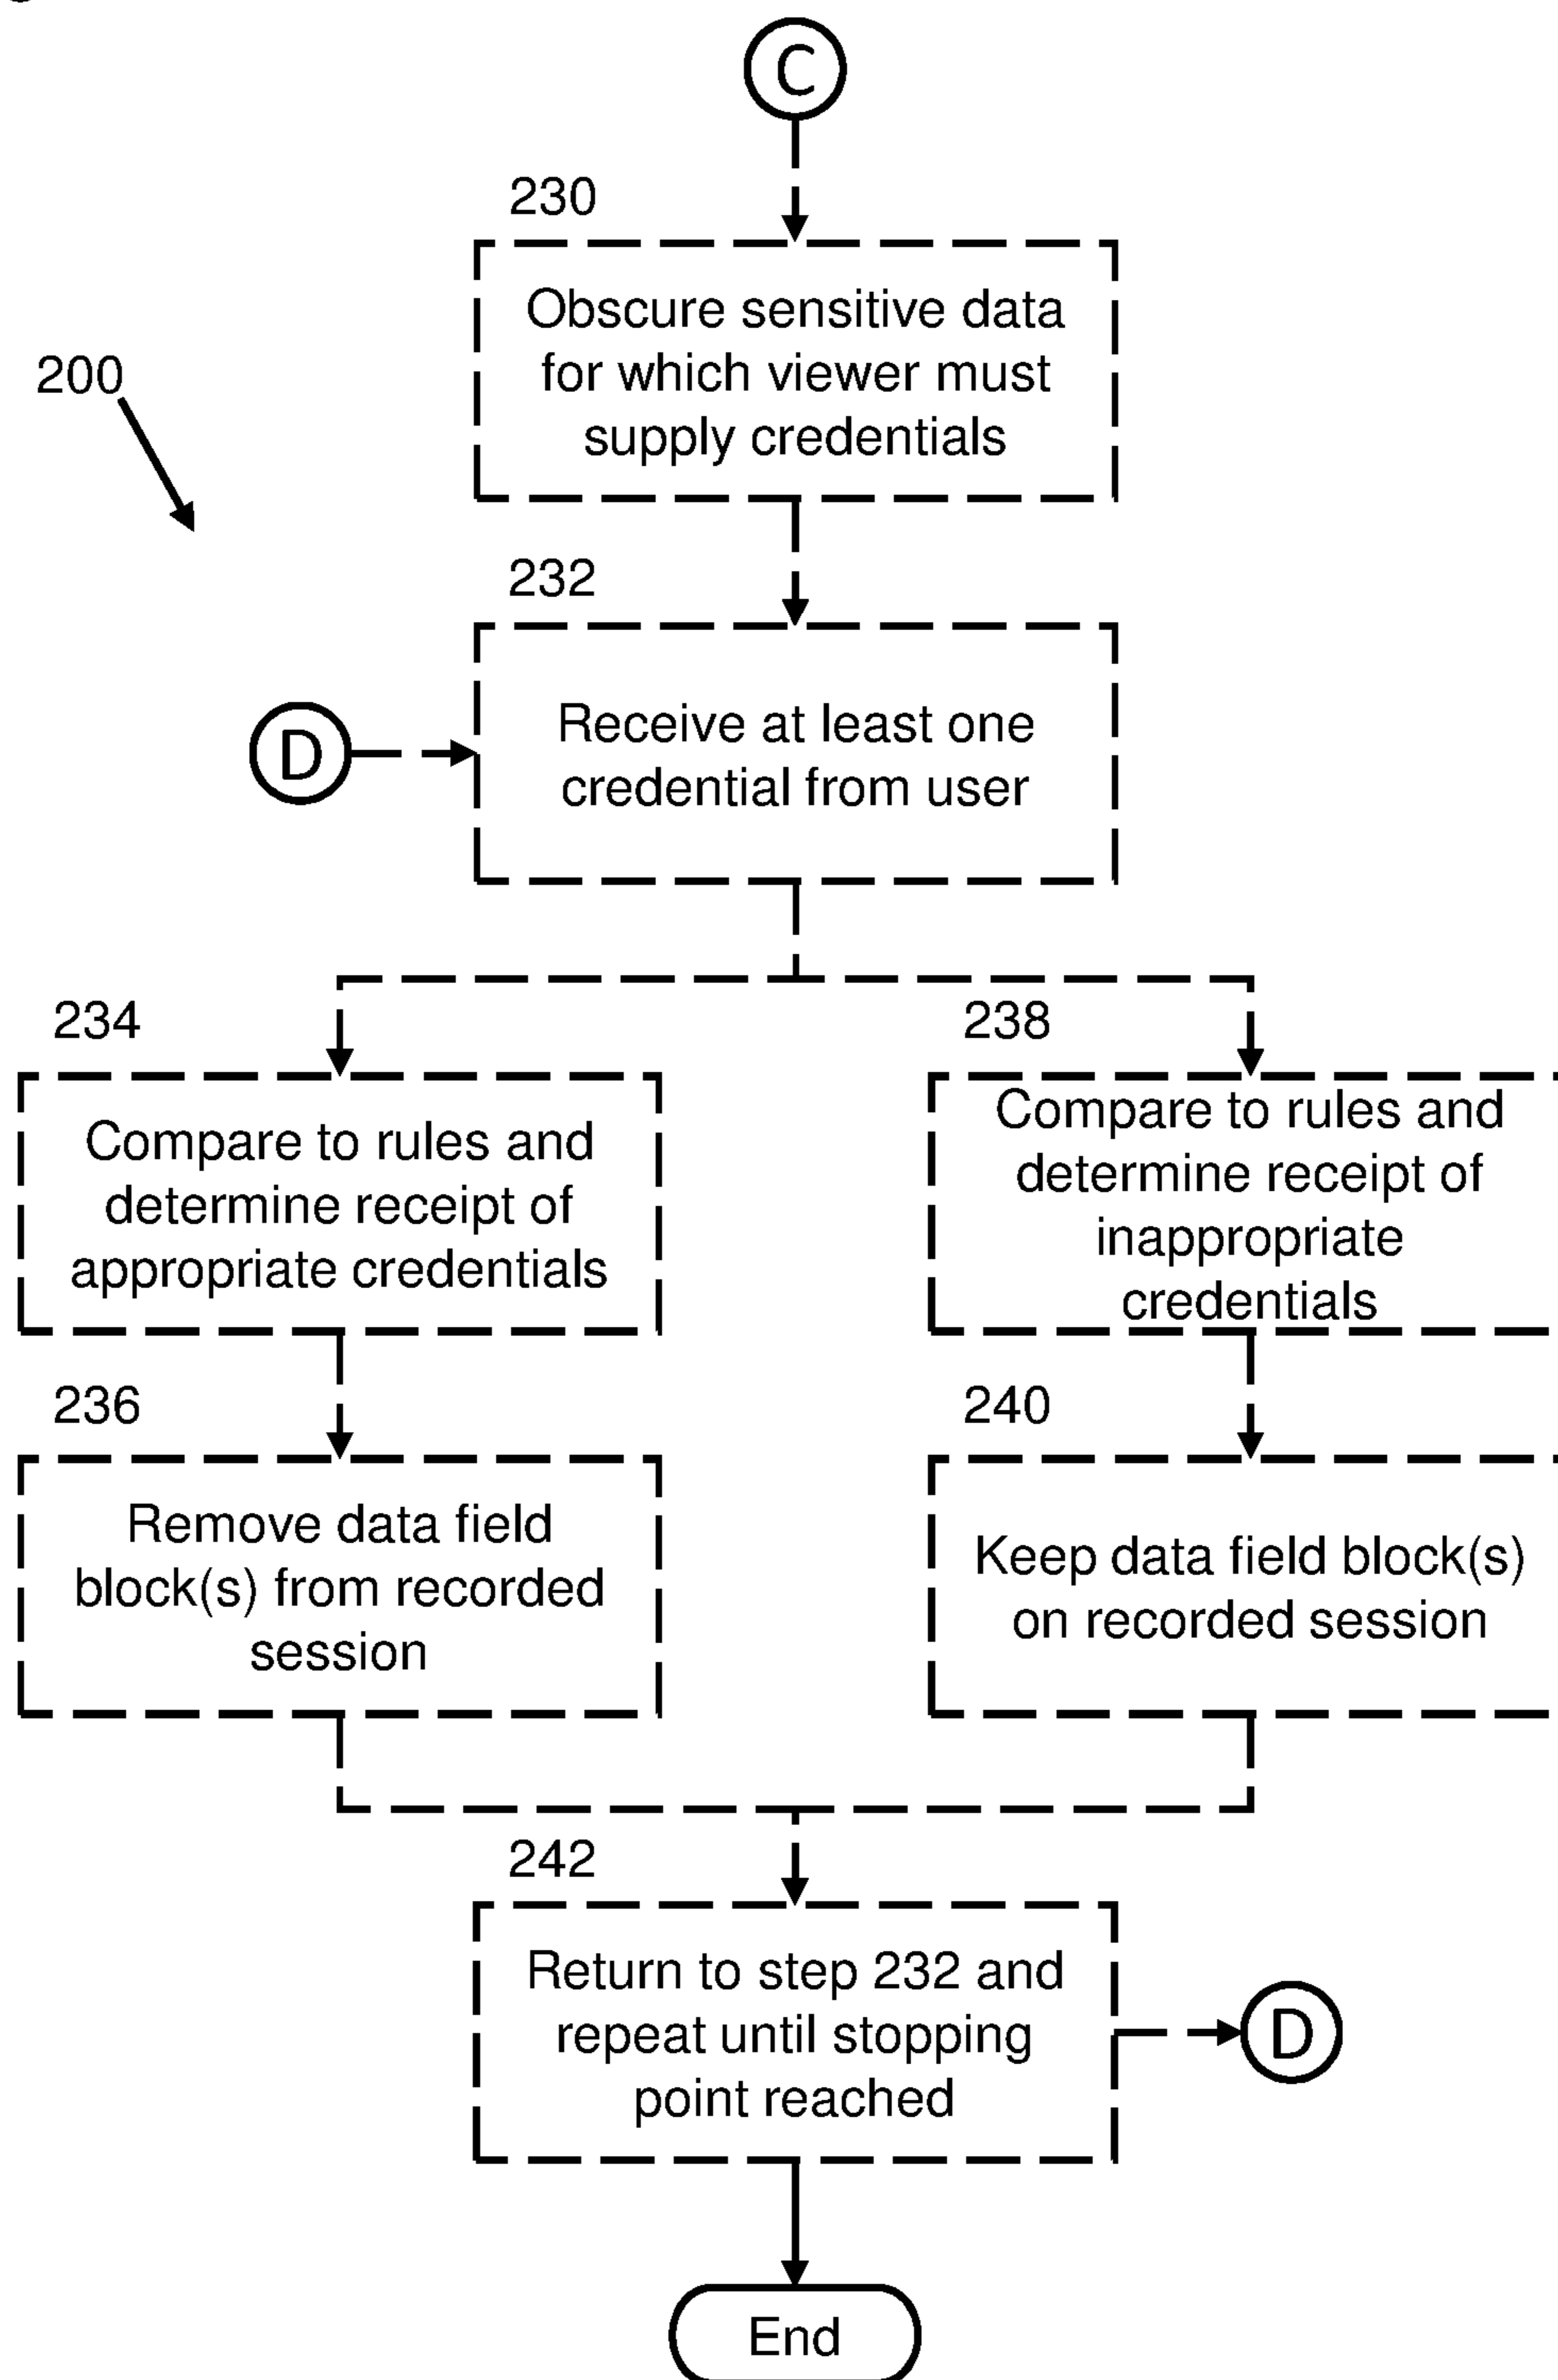 C
230
Obscure sensitive data
for which viewer must
supply credentials
200
232
Receive at least one
credential from user
D
234
Compare to rules and
determine receipt of
appropriate credentials
238
Compare to rules and
determine receipt of
inappropriate
credentials
236
Remove data field
block(s) from recorded
session
240
Keep data field block(s)
on recorded session
242
Return to step 232 and
repeat until stopping
point reached
D
End